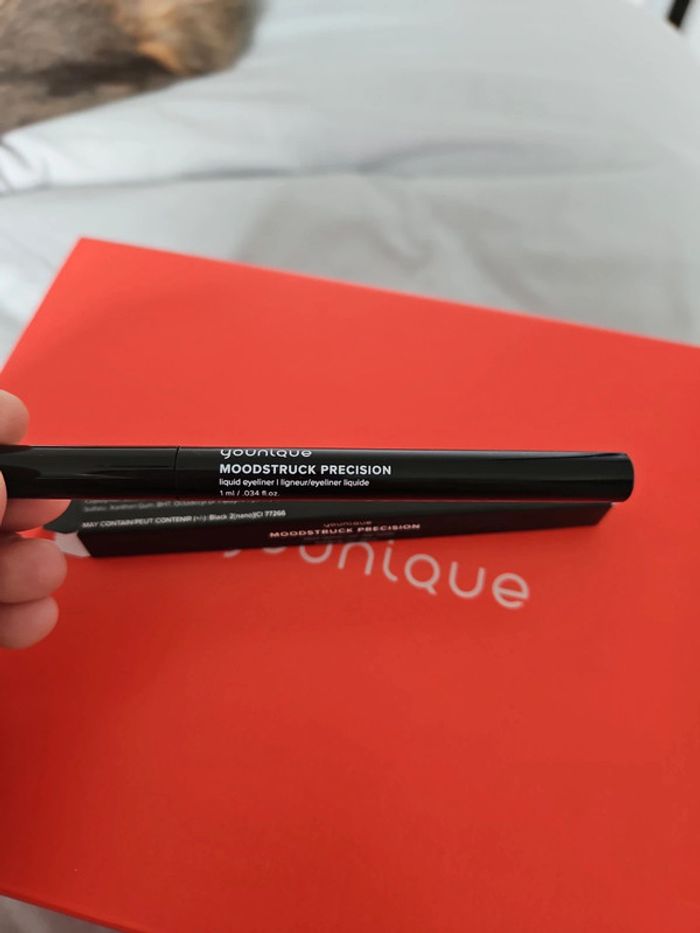 younique
MOODSTRUCK PRECISION
liquid eyeliner | ligneur/eyeliner liquide
1 ml / .034 fl.oz.
MAY CONTAIN/PEUT CONTENIR (+/-): Black 2(nano)(CI 77266
younique
MOODSTRUCK PRECISION
younique